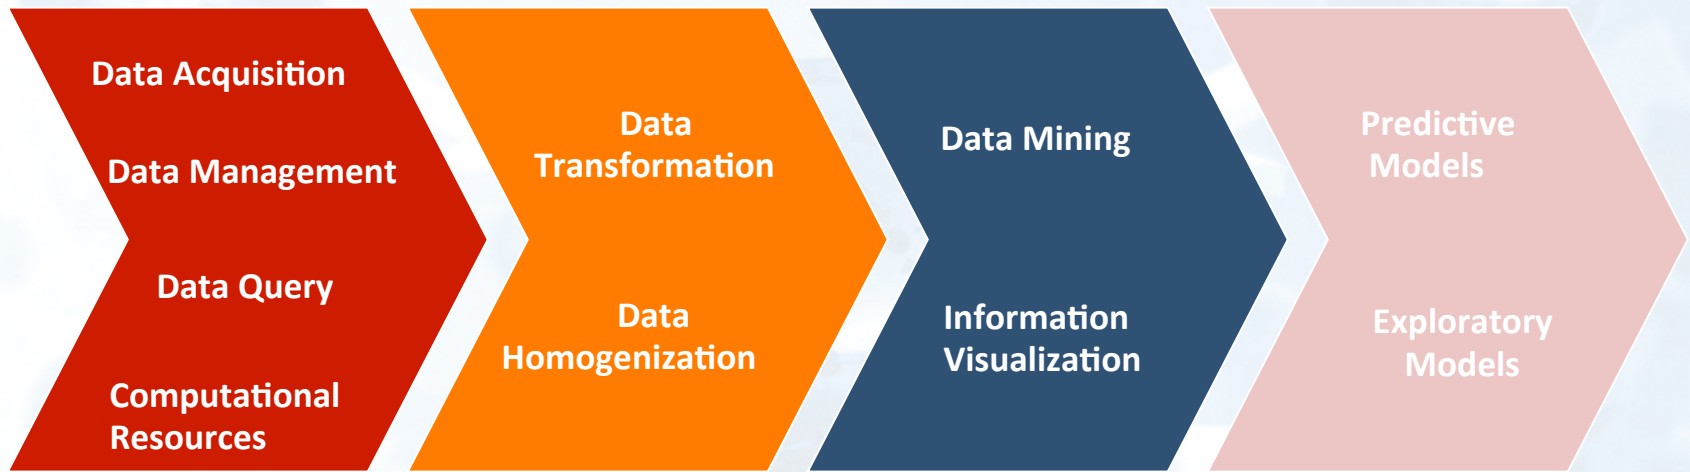 Data Acquisition
Data Management
Data Query
Computational
Resources
Data
Transformation
Data
Homogenization
Data Mining
Information
Visualization
Predictive
Models
Exploratory
Models